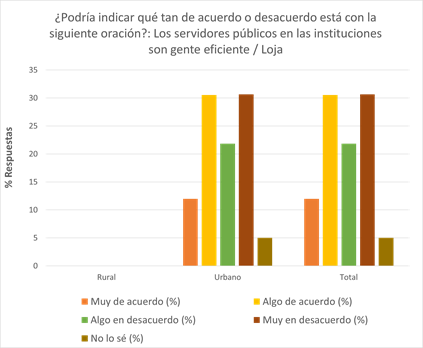 ¿Podría indicar qué tan de acuerdo o desacuerdo está con la
siguiente oración?: Los servidores públicos en las instituciones
son gente eficiente / Loja
% Respuestas
35
30
25
20
15
10
5
0
Rural Urbano Total
Muy de acuerdo (%) Algo de acuerdo (%)
Algo en desacuerdo (%) Muy en desacuerdo (%)
No lo sé (%)